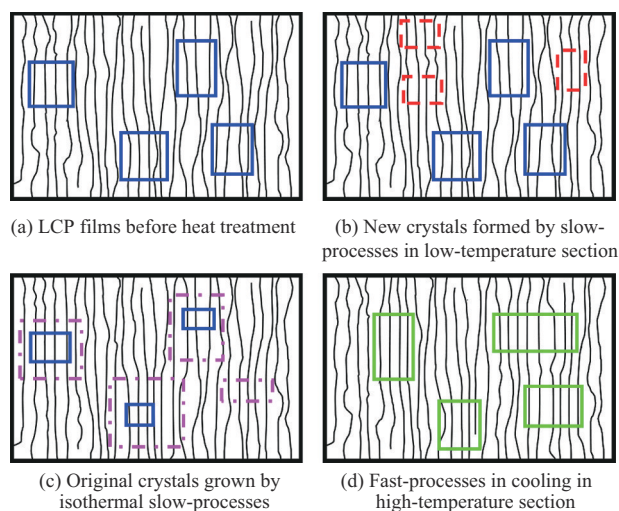 (a) LCP films before heat treatment
(b) New crystals formed by slow-
processes in low-temperature section
(c) Original crystals grown by
isothermal slow-processes
(d) Fast-processes in cooling in
high-temperature section